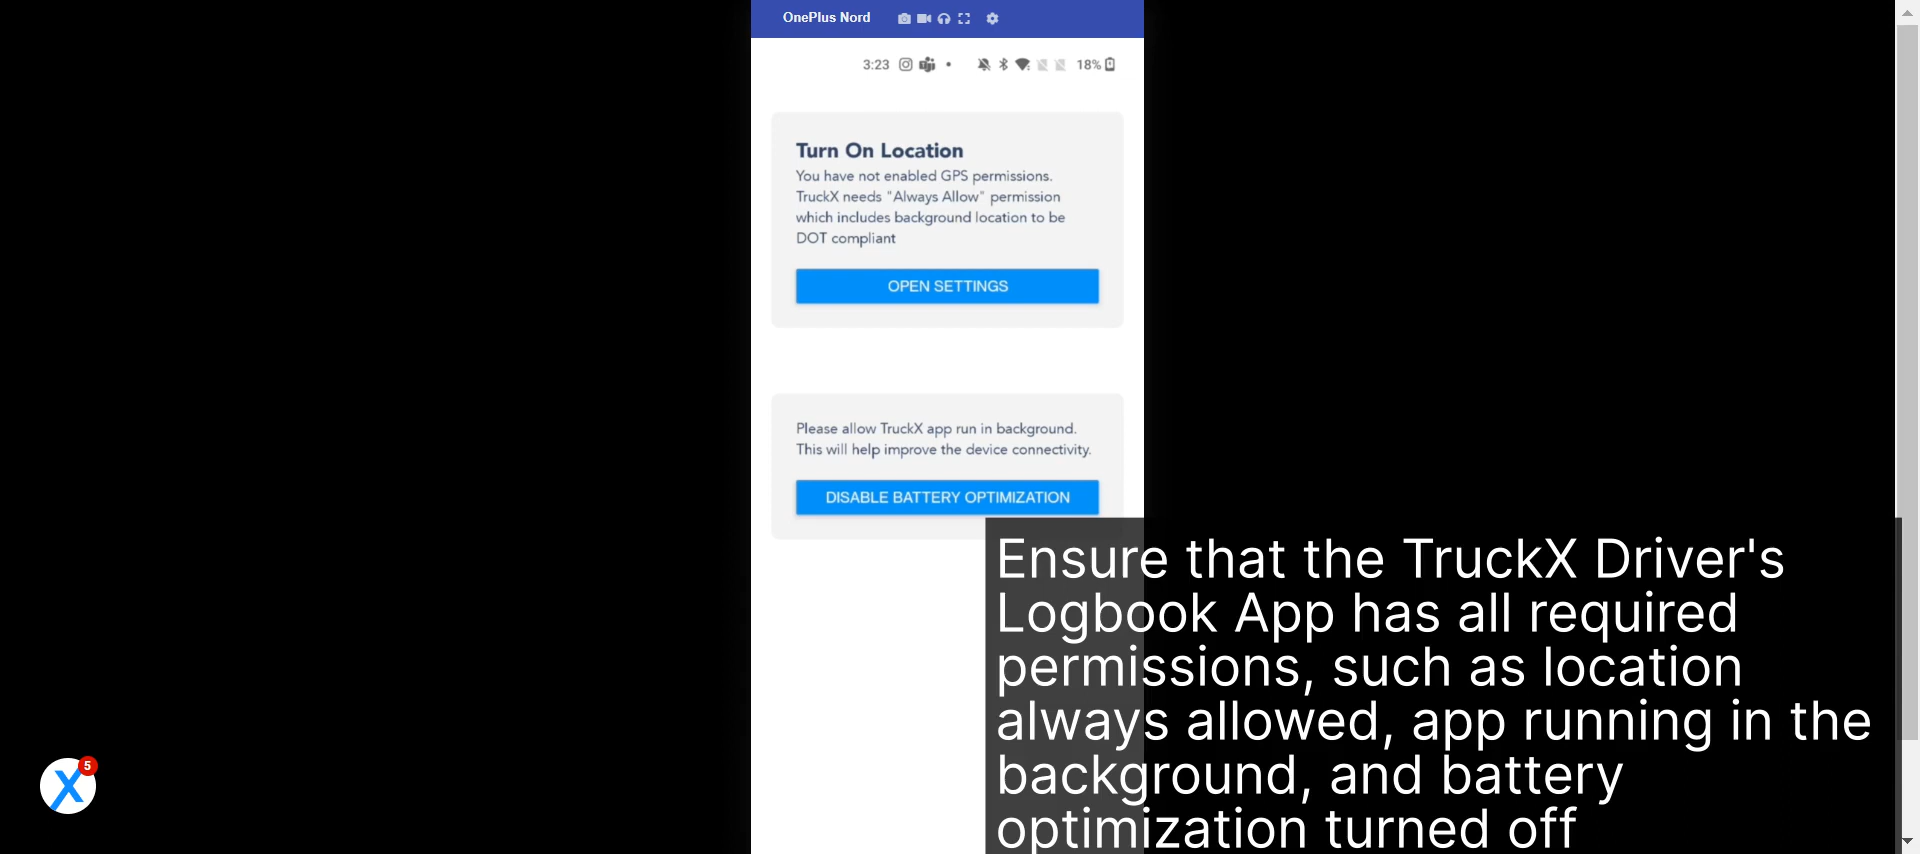 OnePlus Nord
3:23
18%
Turn On Location
You have not enabled GPS permissions.
TruckX needs "Always Allow" permission
which includes background location to be
DOT compliant
OPEN SETTINGS
Please allow TruckX app run in background.
This will help improve the device connectivity.
DISABLE BATTERY OPTIMIZATION
Ensure that the TruckX Driver's
Logbook App has all required
permissions, such as location
always allowed, app running in the
background, and battery
optimization turned off
X
5